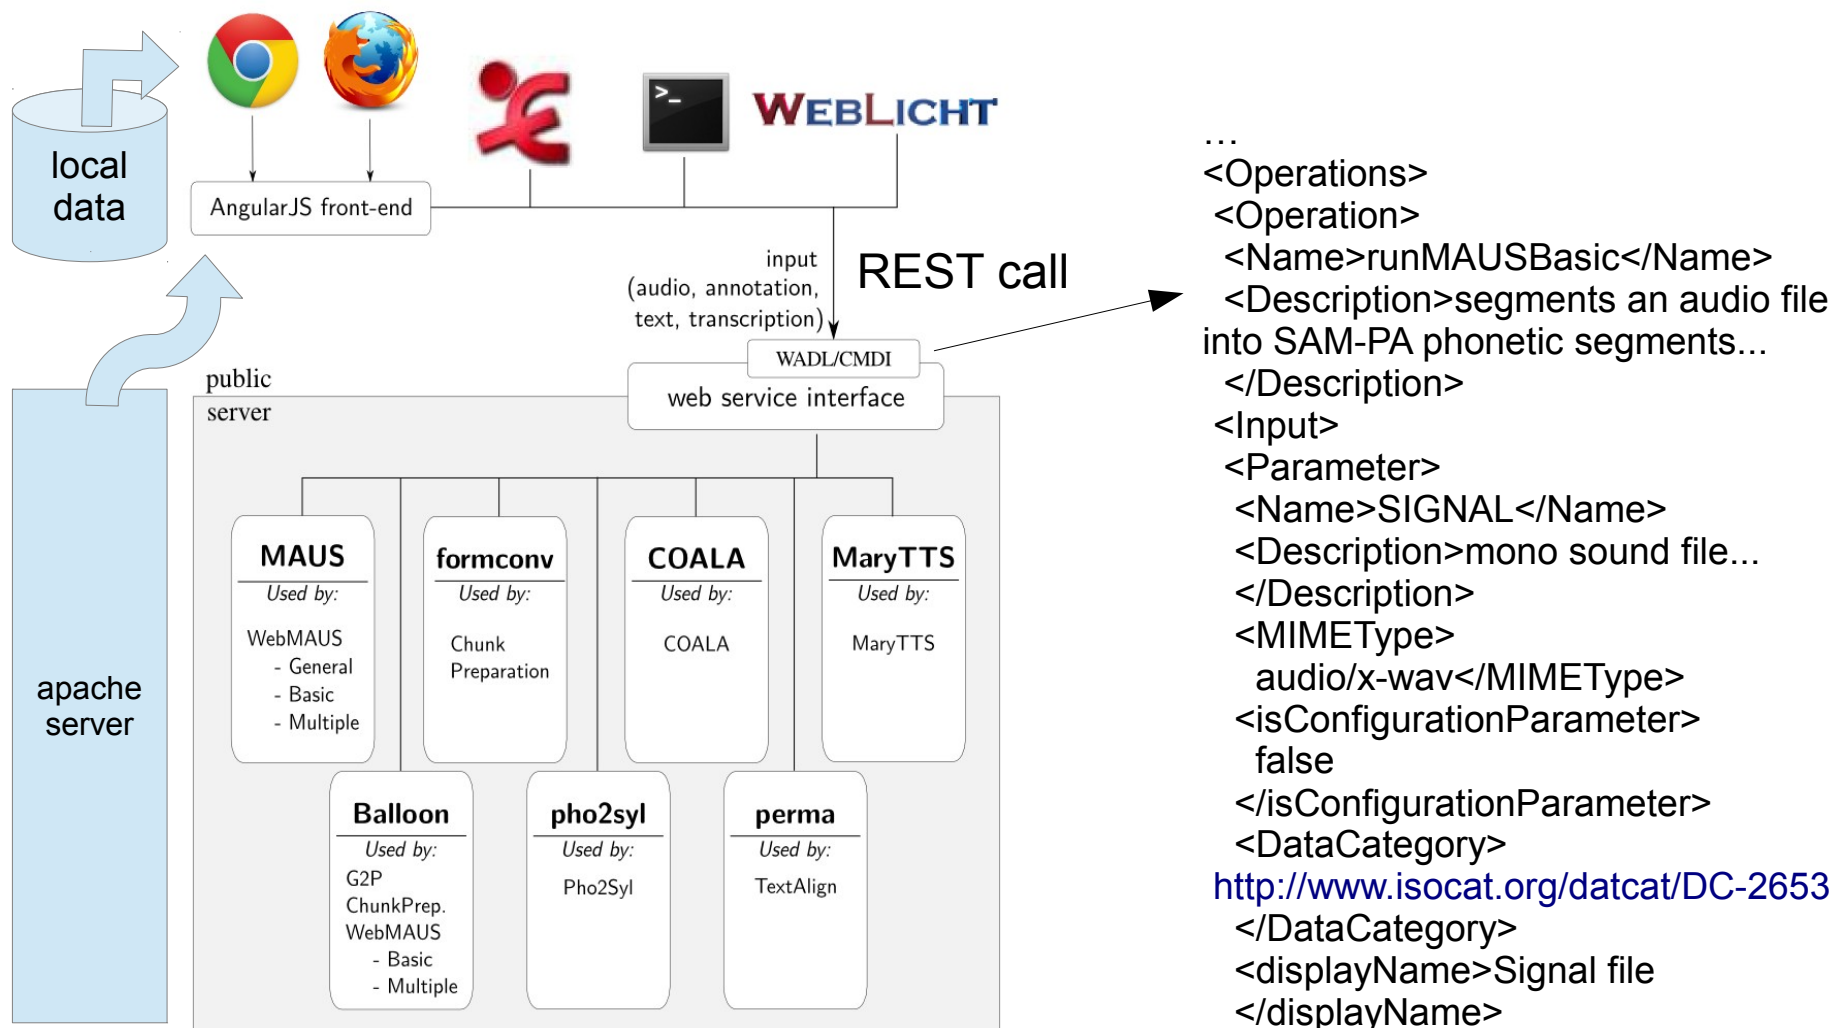 local
data
apache
server
>_
WEBLICHT
AngularJS front-end
input
(audio, annotation,
text, transcription)
REST call
WADL/CMDI
web service interface
public
server
MAUS
Used by:
WebMAUS
- General
- Basic
- Multiple
formconv
Used by:
Chunk
Preparation
COALA
Used by:
COALA
MaryTTS
Used by:
MaryTTS
Balloon
Used by:
G2P
ChunkPrep.
WebMAUS
- Basic
- Multiple
pho2syl
Used by:
Pho2Syl
perma
Used by:
TextAlign
...
<Operations>
<Operation>
<Name>runMAUSBasic</Name>
<Description>segments an audio file
into SAM-PA phonetic segments...
</Description>
<Input>
<Parameter>
<Name>SIGNAL</Name>
<Description>mono sound file...
</Description>
<MIMEType>
audio/x-wav</MIMEType>
<isConfigurationParameter>
false
</isConfigurationParameter>
<DataCategory>
http://www.isocat.org/datcat/DC-2653
</DataCategory>
<displayName>Signal file
</displayName>